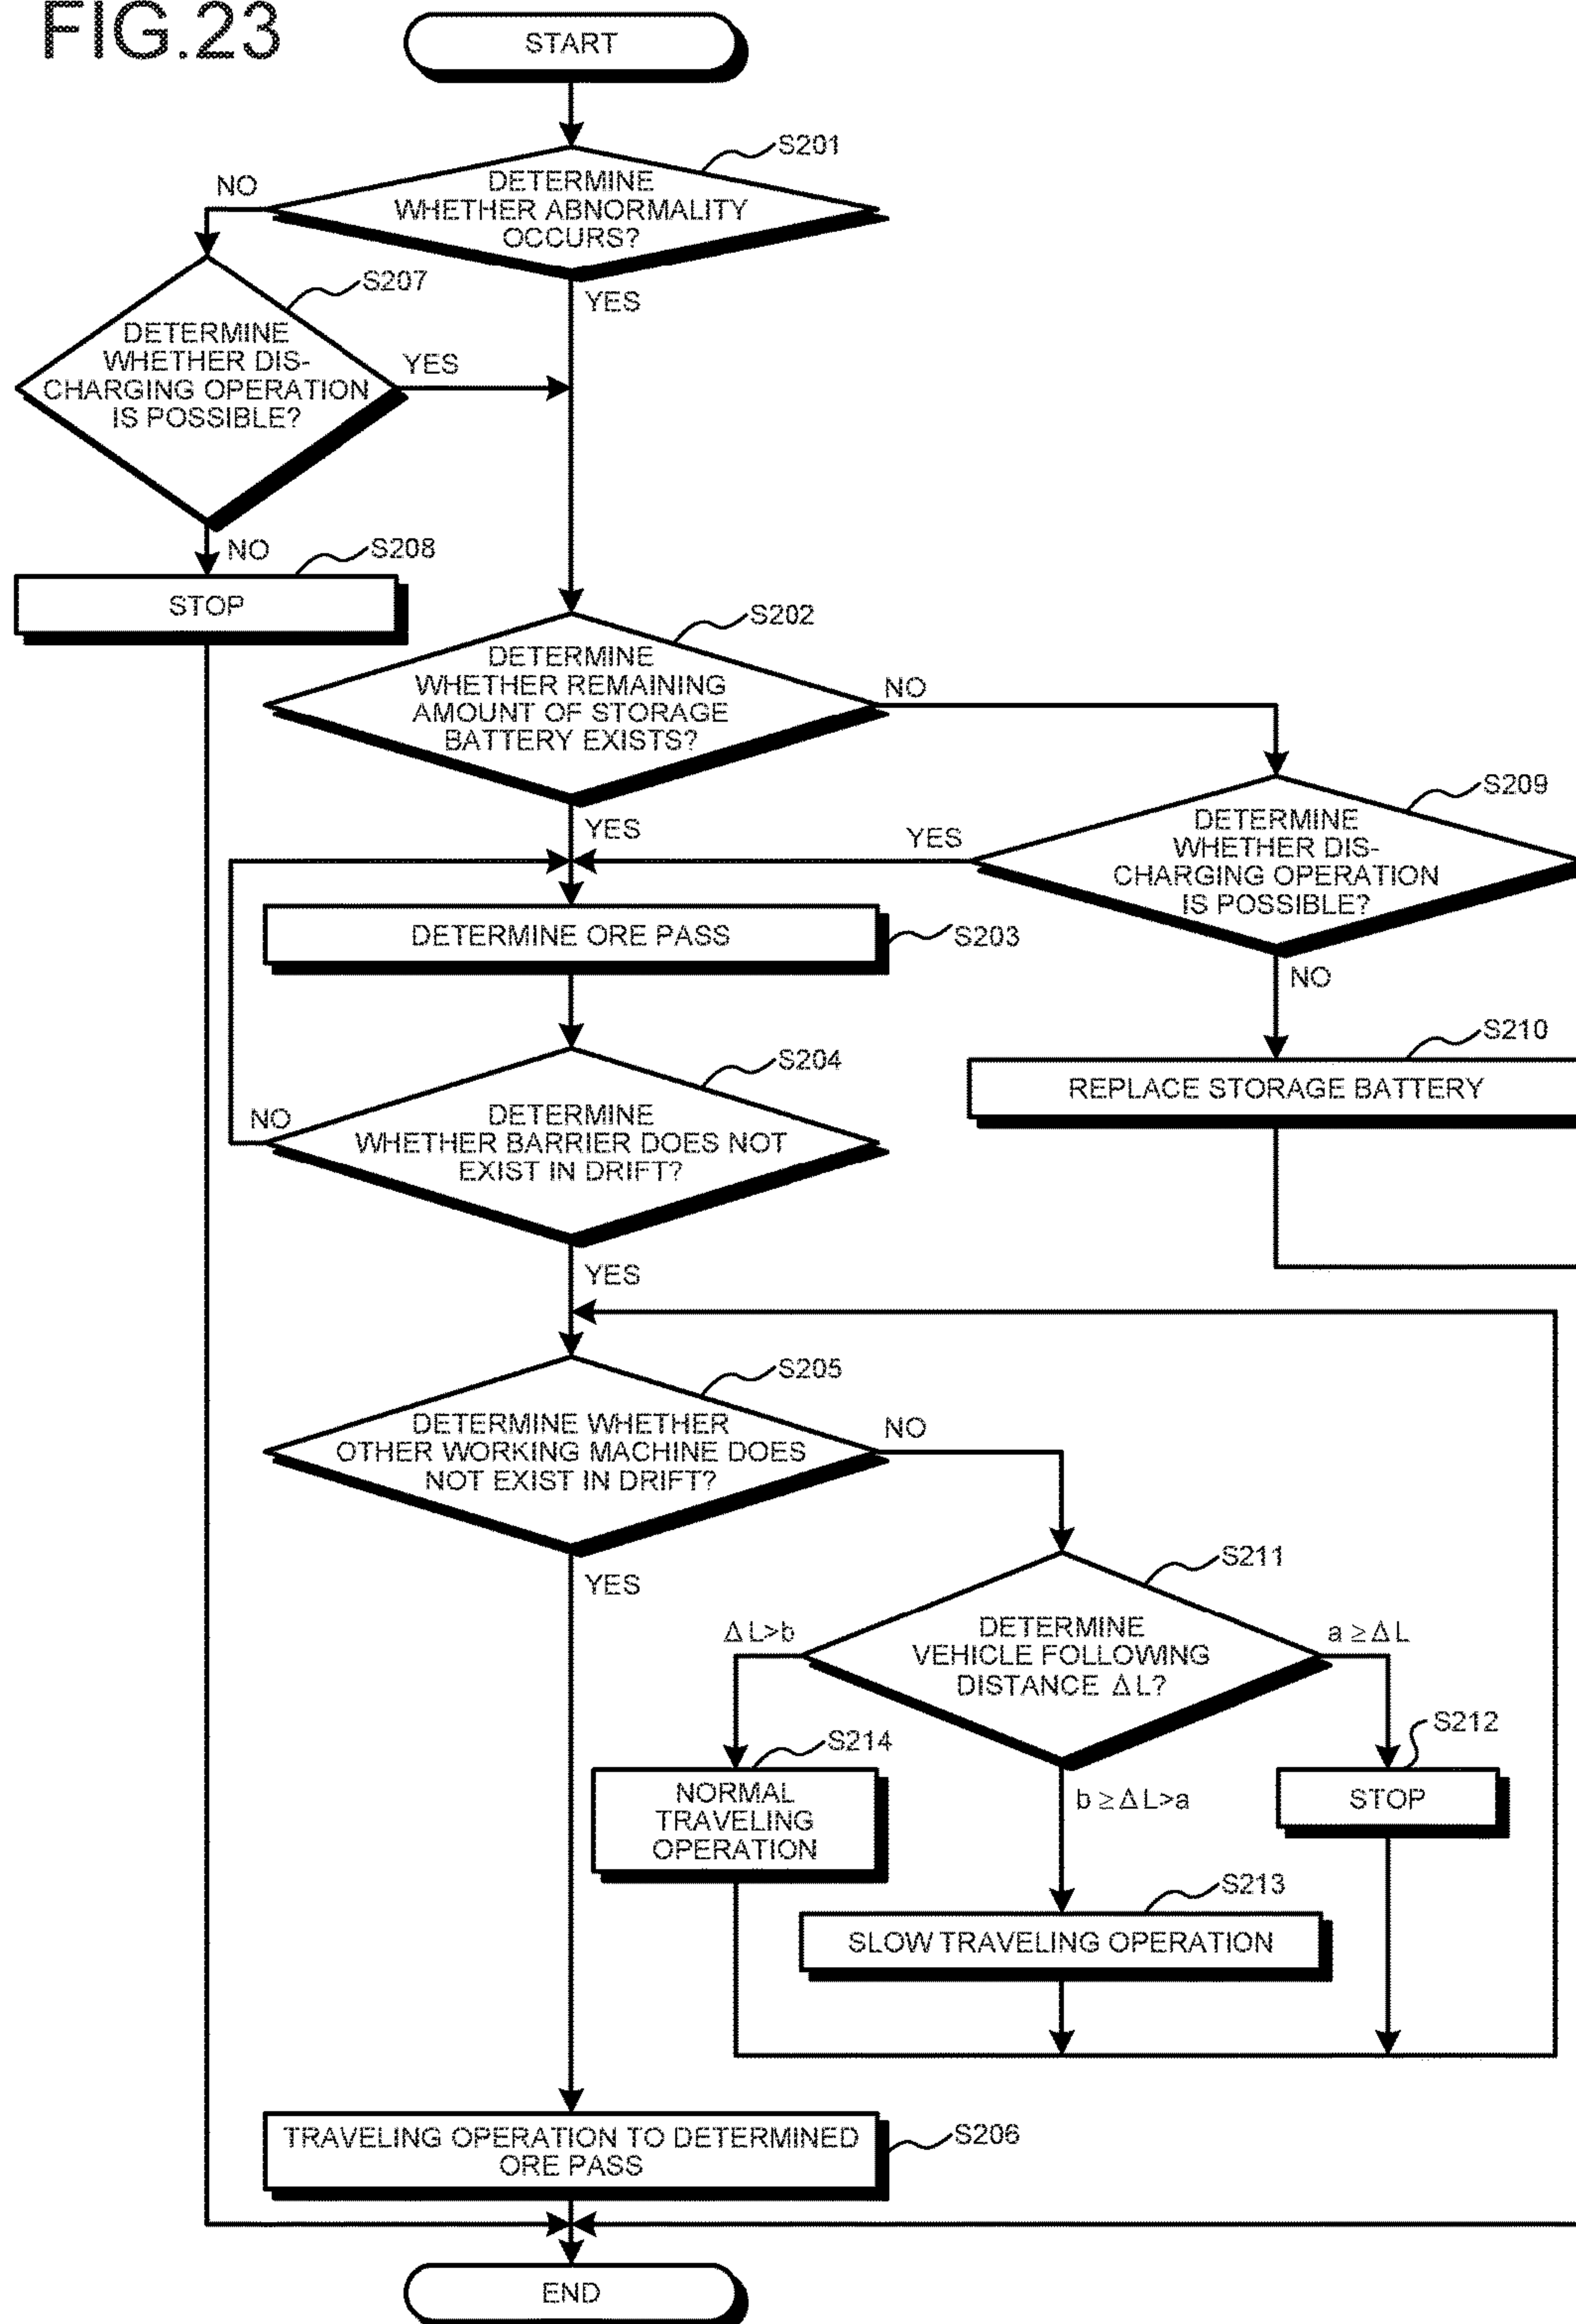 FIG.23
START
S201
DETERMINE
WHETHER ABNORMALITY
OCCURS?
NO
YES
S207
DETERMINE
WHETHER DIS-
CHARGING OPERATION
IS POSSIBLE?
YES
NO
S208
STOP
S202
DETERMINE
WHETHER REMAINING
AMOUNT OF STORAGE
BATTERY EXISTS?
NO
YES
S209
DETERMINE
WHETHER DIS-
CHARGING OPERATION
IS POSSIBLE?
YES
NO
DETERMINE ORE PASS
S203
S210
REPLACE STORAGE BATTERY
S204
DETERMINE
WHETHER BARRIER DOES NOT
EXIST IN DRIFT?
NO
YES
S205
DETERMINE WHETHER
OTHER WORKING MACHINE DOES
NOT EXIST IN DRIFT?
NO
YES
S211
DETERMINE
VEHICLE FOLLOWING
DISTANCE ΔL?
ΔL>b
a≥ΔL
b≥ΔL>a
S214
NORMAL
TRAVELING
OPERATION
S212
STOP
S213
SLOW TRAVELING OPERATION
TRAVELING OPERATION TO DETERMINED
ORE PASS
S206
END